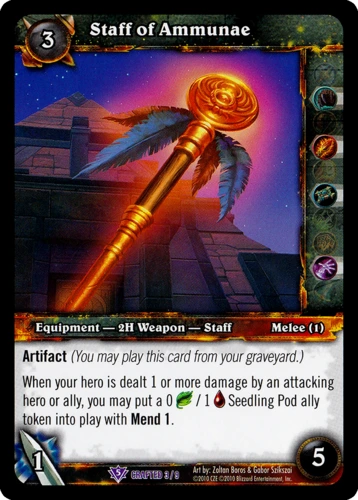 3
Staff of Ammunae
Equipment — 2H Weapon — Staff Melee (1)
Artifact (You may play this card from your graveyard.)
When your hero is dealt 1 or more damage by an attacking
hero or ally, you may put a 0 / 1 Seedling Pod ally
token into play with Mend 1.
1
5
CRAFTED 3/9
Art by: Zoltan Boros & Gabor Szikszai
©2010 CZE ©2010 Blizzard Entertainment, Inc.
5